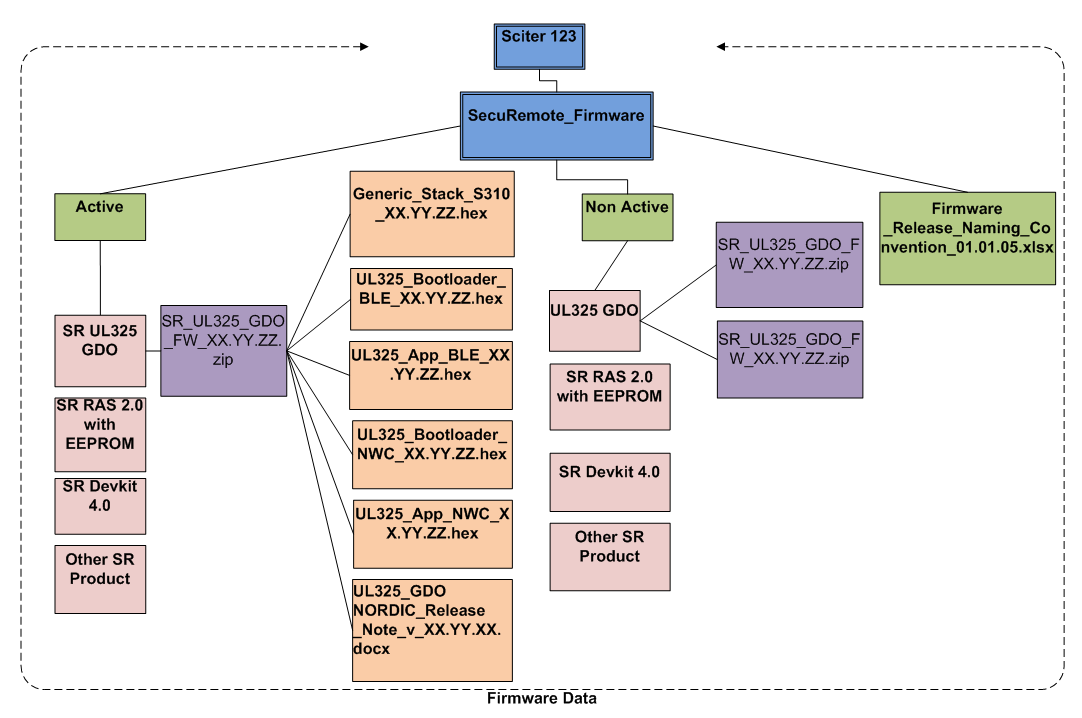 Sciter 123
SecuRemote_Firmware
Active
SR UL325
GDO
SR RAS 2.0
with
EEPROM
SR Devkit
4.0
Other SR
Product
SR_UL325_GDO
_FW_XX.YY.ZZ.
zip
Generic_Stack_S310
_XX.YY.ZZ.hex
UL325_Bootloader_
BLE_XX.YY.ZZ.hex
UL325_App_BLE_XX
.YY.ZZ.hex
UL325_Bootloader_
NWC_XX.YY.ZZ.hex
UL325_App_NWC_X
X.YY.ZZ.hex
UL325_GDO
NORDIC_Release
_Note_v_XX.YY.XX.
docx
Non Active
UL325 GDO
SR RAS 2.0
with EEPROM
SR Devkit 4.0
Other SR
Product
SR_UL325_GDO_F
W_XX.YY.ZZ.zip
SR_UL325_GDO_F
W_XX.YY.ZZ.zip
Firmware
_Release_Naming_Co
nvention_01.01.05.xlsx
Firmware Data